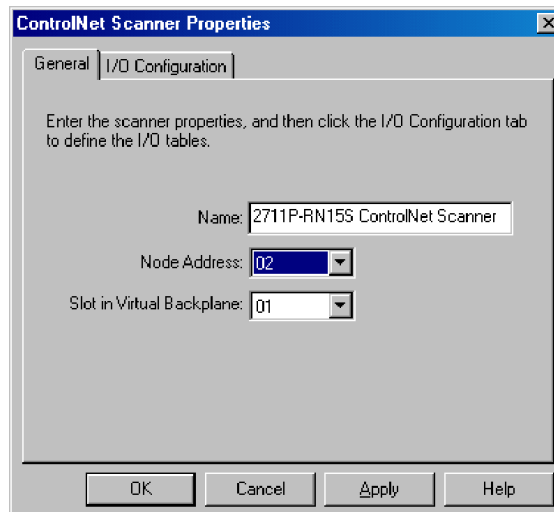 ControlNet Scanner Properties
General I/O Configuration
Enter the scanner properties, and then click the I/O Configuration tab
to define the I/O tables.
Name: 2711P-RN15S ControlNet Scanner
Node Address: 02
Slot in Virtual Backplane: 01
OK Cancel Apply Help